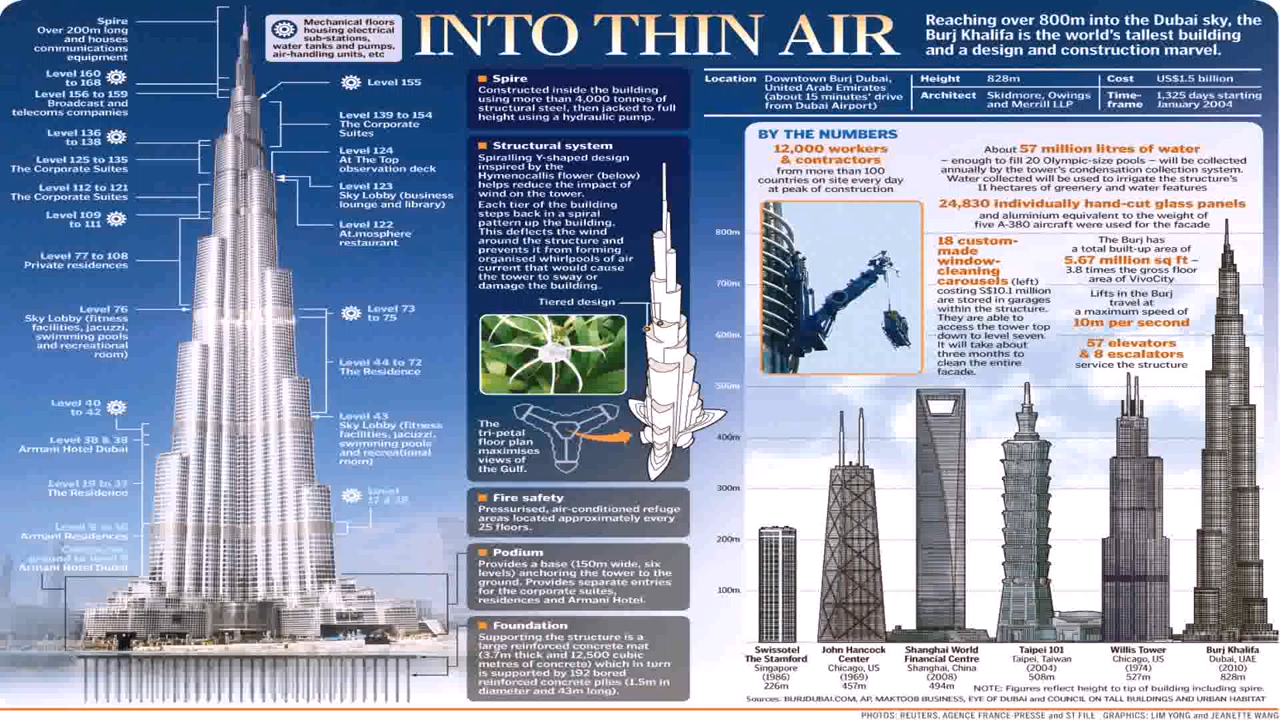 INTO THIN AIR
Reaching over 800m into the Dubai sky, the
Burj Khalifa is the world's tallest building
and a design and construction marvel.
Spire
Over 200m long
and houses
communications
equipment
Level 160
to 168
Level 156 to 159
Broadcast and
telecoms companies
Level 136
to 138
Level 125 to 135
The Corporate Suites
Level 112 to 121
The Corporate Suites
Level 109
to 111
Level 77 to 108
Private residences
Level 76
Sky Lobby (fitness
facilities, jacuzzi,
swimming pools
and recreational
room)
Level 40
to 42
Level 38 & 39
Armani Hotel Dubai
Level 19 to 37
The Residence
Armani Residences
ground to level 8
Armani Hotel Dubai
Mechanical floors
housing electrical
sub-stations,
water tanks and pumps,
air-handling units, etc
Level 155
Level 139 to 154
The Corporate
Suites
Level 124
At The Top
observation deck
Level 123
Sky Lobby (business
lounge and library)
Level 122
At.mosphere
restaurant
Level 73
to 75
Level 44 to 72
The Residence
Level 43
Sky Lobby (fitness
facilities, jacuzzi,
swimming pools
and recreational
room)
Level
Spire
Constructed inside the building
using more than 4,000 tonnes of
structural steel, then jacked to full
height using a hydraulic pump.
Structural system
Spiralling Y-shaped design
inspired by the
Hymenocallis flower (below)
helps reduce the impact of
wind on the tower.
Each tier of the building
steps back in a spiral
pattern up the building.
This deflects the wind
around the structure and
prevents it from forming
organised whirlpools of air
current that would cause
the tower to sway or
damage the building.
Tiered design
The
tri-petal
floor plan
maximises
views of
the Gulf.
Fire safety
Pressurised, air-conditioned refuge
areas located approximately every
25 floors.
Podium
Provides a base (150m wide, six
levels) anchoring the tower to the
ground. Provides separate entries
for the corporate suites,
residences and Armani Hotel.
Foundation
Supporting the structure is a
large reinforced concrete mat
(3.7m thick and 12,500 cubic
metres of concrete) which in turn
is supported by 192 bored
reinforced concrete piles (1.5m in
diameter and 43m long).
Location
Downtown Burj Dubai,
United Arab Emirates
(about 15 minutes' drive
from Dubai Airport)
Height 828m
Architect Skidmore, Owings
and Merrill LLP
Cost US$1.5 billion
Time-
frame
1,325 days starting
January 2004
BY THE NUMBERS
12,000 workers
& contractors
from more than 100
countries on site every day
at peak of construction
About 57 million litres of water
– enough to fill 20 Olympic-size pools – will be collected
annually by the tower's condensation collection system.
Water collected will be used to irrigate the structure's
11 hectares of greenery and water features
24,830 individually hand-cut glass panels
and aluminium equivalent to the weight of
five A-380 aircraft were used for the facade
18 custom-
made
window-
cleaning
carousels (left)
costing S$10.1 million
are stored in garages
within the structure.
They are able to
access the tower top
down to level seven.
It will take about
three months to
clean the entire
facade.
The Burj has
a total built-up area of
5.67 million sq ft –
3.8 times the gross floor
area of VivoCity
Lifts in the Burj
travel at
a maximum speed of
10m per second
57 elevators
& 8 escalators
service the structure
800m
700m
600m
500m
400m
300m
200m
100m
Swissotel
The Stamford
Singapore
(1986)
226m
John Hancock
Center
Chicago, US
(1969)
457m
Shanghai World
Financial Centre
Shanghai, China
(2008)
494m
Taipei 101
Taipei, Taiwan
(2004)
508m
Willis Tower
Chicago, US
(1974)
527m
Burj Khalifa
Dubai, UAE
(2010)
828m
NOTE: Figures reflect height to tip of building including spire.
Sources: BURJDUBAI.COM, AP, MAKTOOB BUSINESS, EYE OF DUBAI and COUNCIL ON TALL BUILDINGS AND URBAN HABITAT
PHOTOS: REUTERS, AGENCE FRANCE-PRESSE and ST FILE GRAPHICS: LIM YONG and JEANETTE WANG